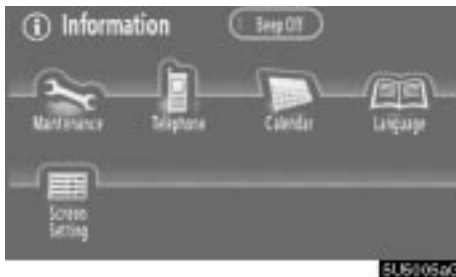 i Information
Beep Off
Maintenance Telephone Calendar Language
Screen
Setting
5U5005aG